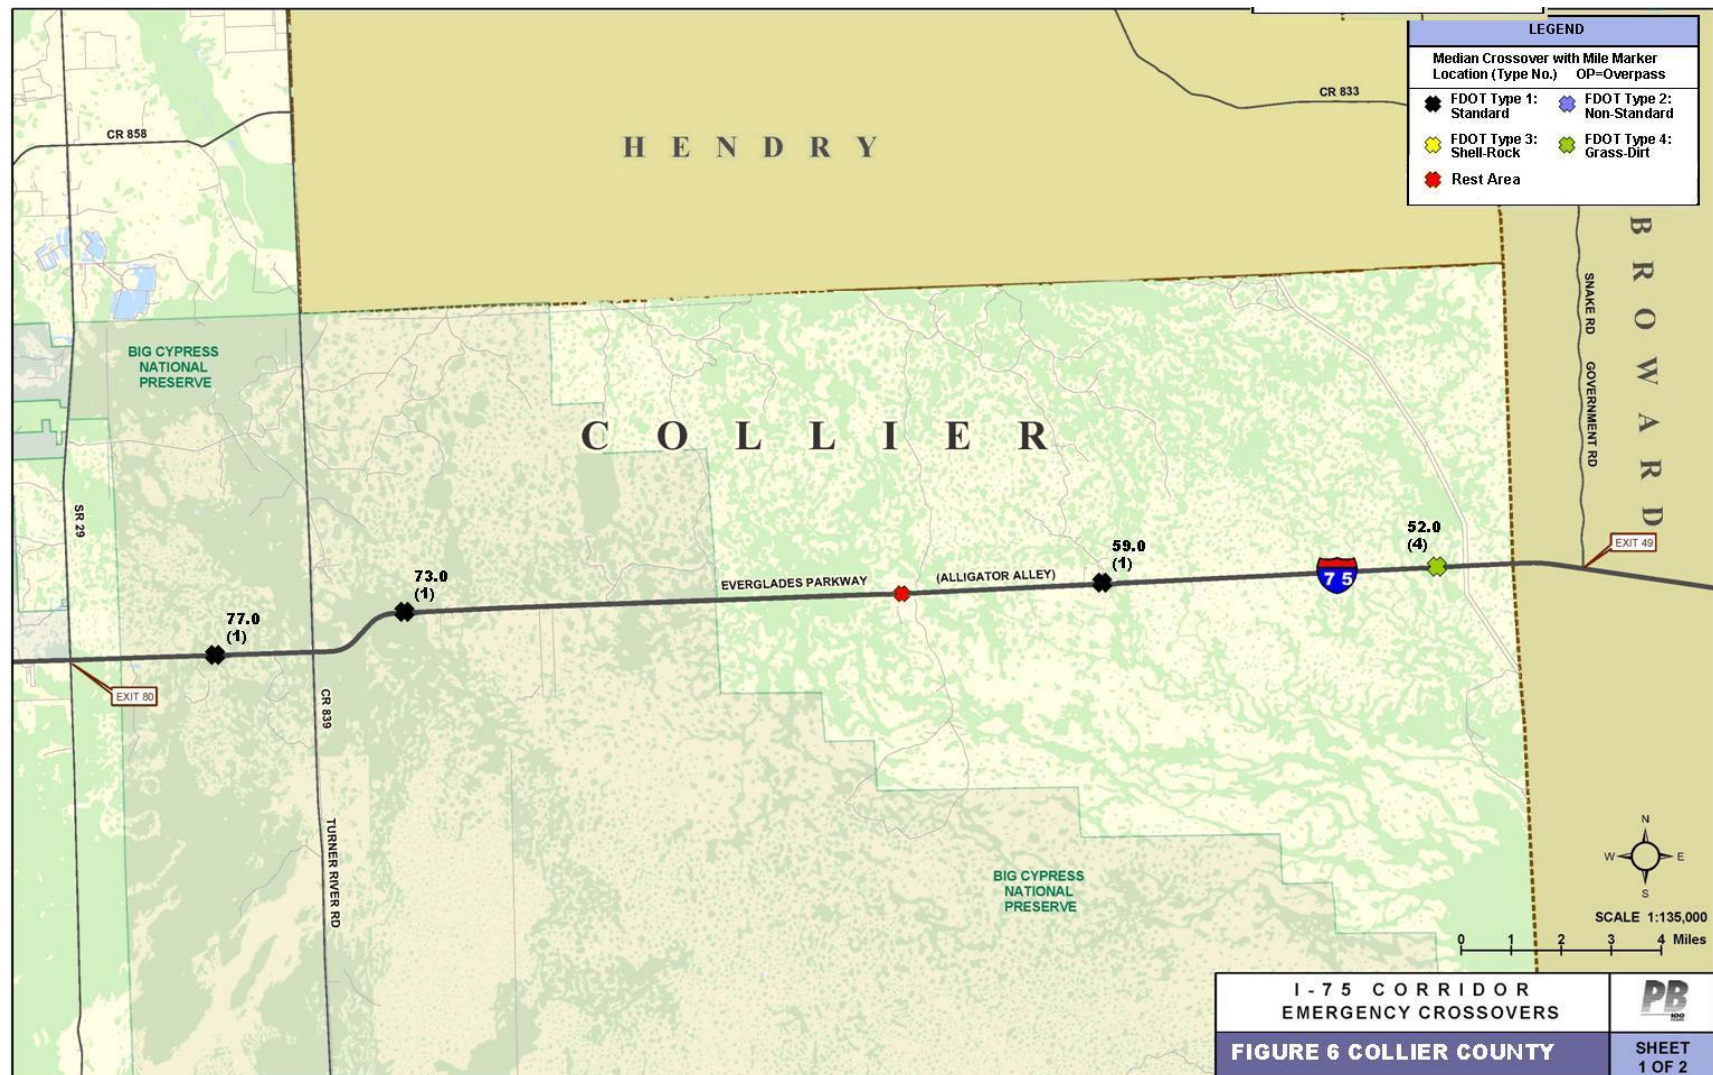 LEGEND
Median Crossover with Mile Marker
Location (Type No.) OP=Overpass
FDOT Type 1:
Standard
FDOT Type 2:
Non-Standard
FDOT Type 3:
Shell-Rock
FDOT Type 4:
Grass-Dirt
Rest Area
CR 833
CR 858
HENDRY
BROWARD
SNAKE RD
GOVERNMENT RD
BIG CYPRESS
NATIONAL
PRESERVE
COLLIER
SR 29
52.0
(4)
EXIT 49
59.0
(1)
EVERGLADES PARKWAY
(ALLIGATOR ALLEY)
75
73.0
(1)
77.0
(1)
EXIT 80
CR 839
TURNER RIVER RD
BIG CYPRESS
NATIONAL
PRESERVE
N
W
E
S
SCALE 1:135,000
0 1 2 3 4 Miles
I-75 CORRIDOR
EMERGENCY CROSSOVERS
PB
100
FIGURE 6 COLLIER COUNTY
SHEET
1 OF 2